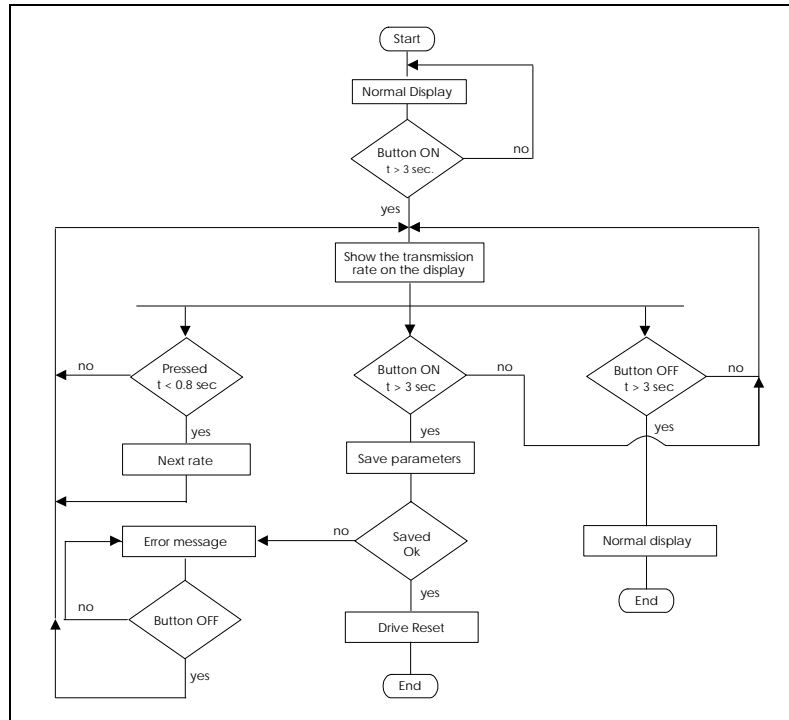 Start
Normal Display
Button ON
t > 3 sec.
no
yes
Show the transmission
rate on the display
Pressed
t < 0.8 sec
no
yes
Next rate
Button ON
t > 3 sec
no
yes
Save parameters
Button OFF
t > 3 sec
no
yes
Normal display
End
Saved
Ok
no
yes
Error message
Button OFF
no
yes
Drive Reset
End